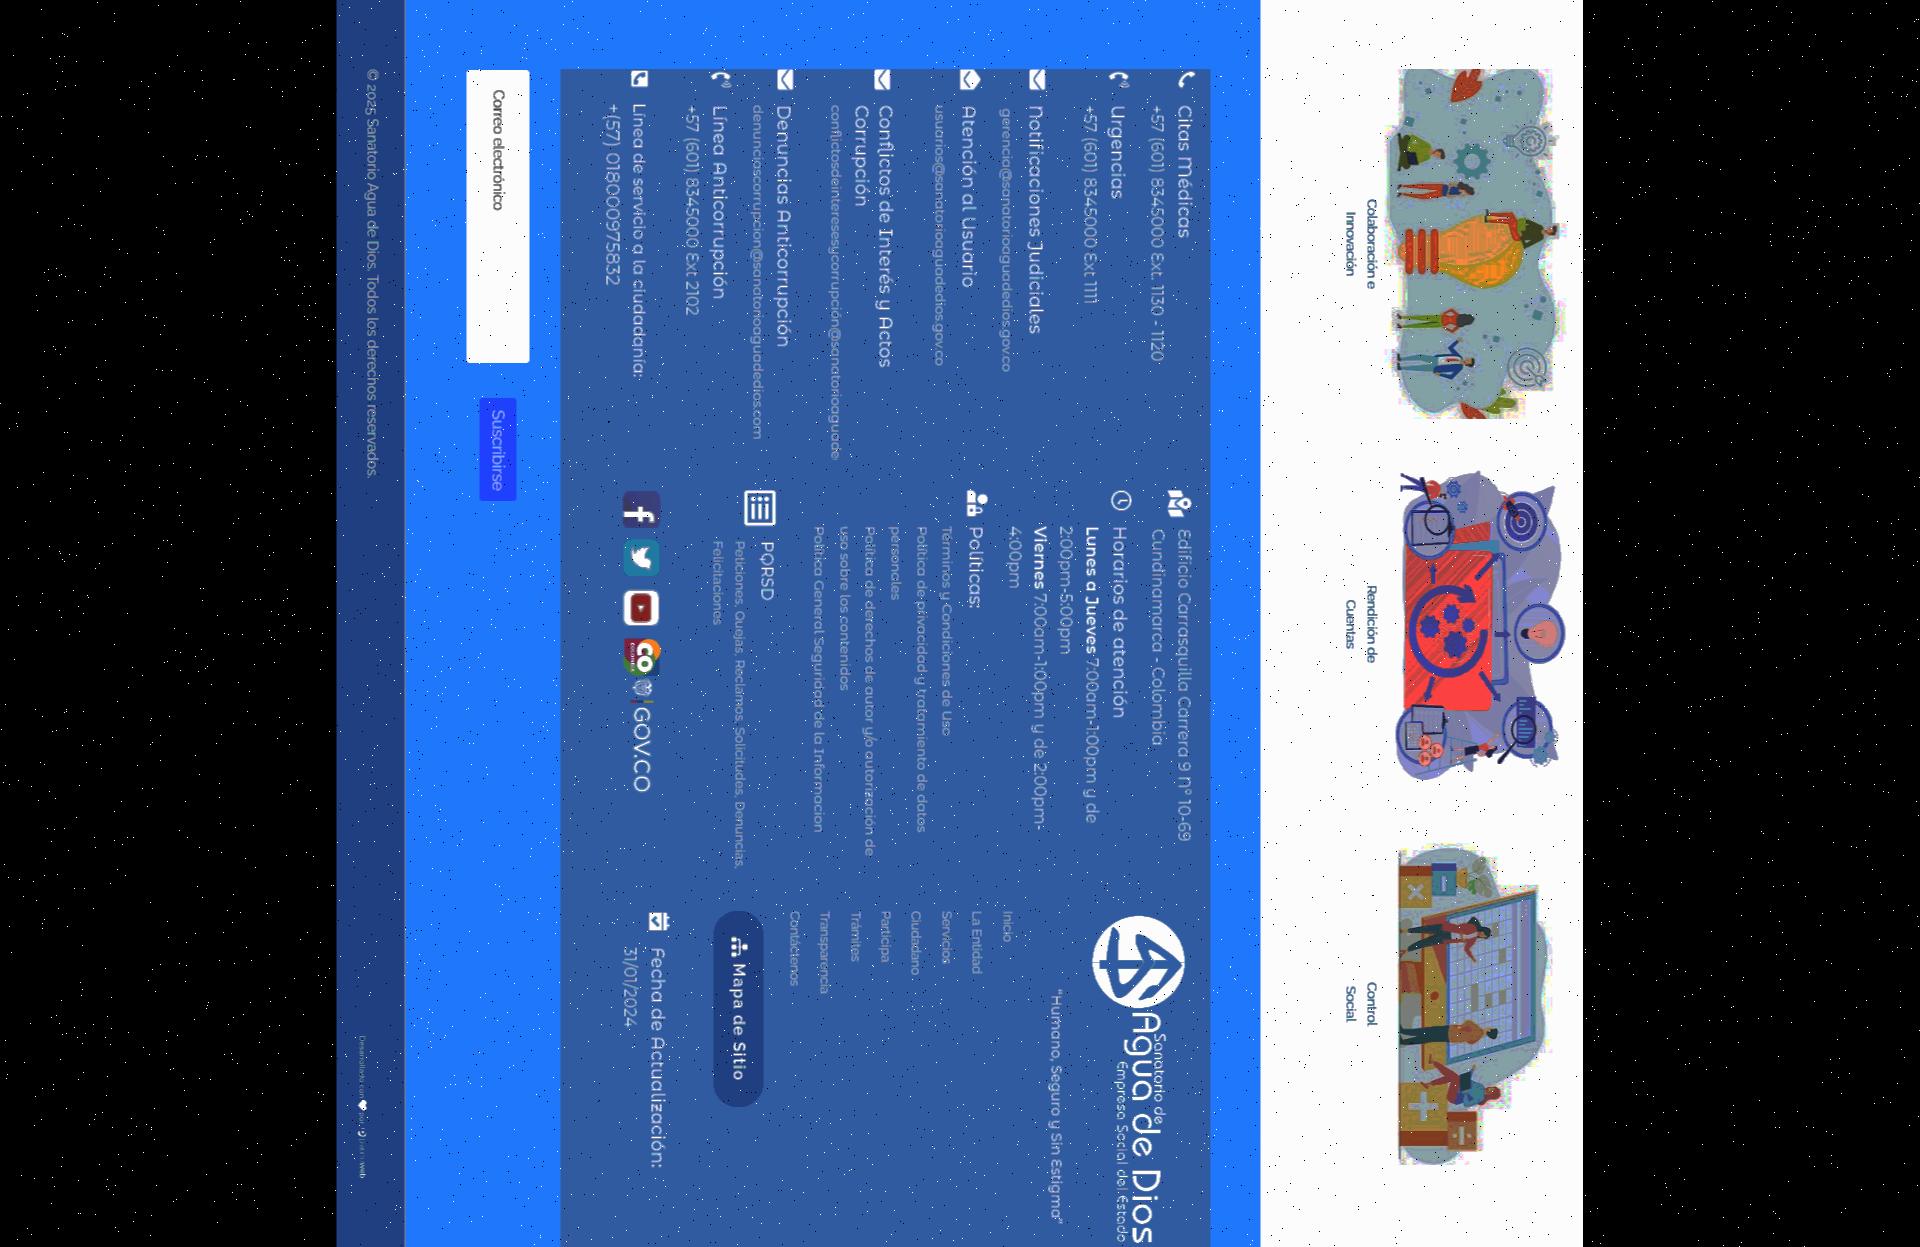 Colaboración e
Innovación
Rendición de
Cuentas
Control
Social
Citas Médicas
+57 (601) 8345000 Ext. 1130 - 1120
Urgencias
+57 (601) 8345000 Ext 1111
Notificaciones Judiciales
gerencia@sanatorioaguadedios.gov.co
Atención al Usuario
usuarios@sanatorioaguadedios.gov.co
Conflictos de Interés y Actos
Corrupción
conflictosdeinteresesycorrupción@sanatorioaguade
Denuncias Anticorrupción
denunciascorrupcion@sanatorioaguadedios.com
Línea Anticorrupción
+57 (601) 8345000 Ext 2102
Línea de servicio a la ciudadanía:
+(57) 018000975832
Edificio Carrasquilla Carrera 9 n° 10-69
Cundinamarca - Colombia
Horarios de atención
Lunes a Jueves 7:00am-1:00pm y de
2:00pm-5:00pm
Viernes 7:00am-1:00pm y de 2:00pm-
4:00pm
Políticas:
Términos y Condiciones de Uso
Política de privacidad y tratamiento de datos
personales
Política de derechos de autor y/o autorización de
uso sobre los contenidos
Política General Seguridad de la Informacion
PQRSD
Peticiones, Quejas, Reclamos, Solicitudes, Denuncias,
Felicitaciones
CO
COLOMBIA
GOV.CO
Sanatorio de
Agua de Dios
Empresa Social del Estado
"Humano, Seguro y Sin Estigma"
Inicio
La Entidad
Servicios
Ciudadano
Participa
Trámites
Transparencia
Contáctenos
Mapa de Sitio
Fecha de Actualización:
31/01/2024
Correo electrónico
Suscribirse
© 2025 Sanatorio Agua de Dios. Todos los derechos reservados.
Desarrollado con por
web